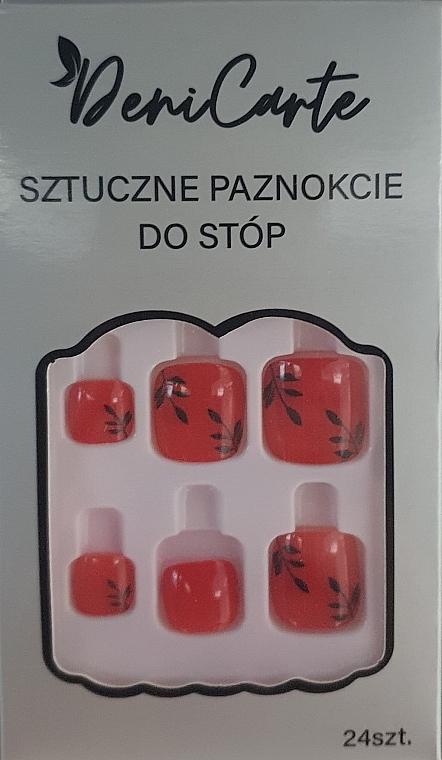 DeniCarte
SZTUCZNE PAZNOKCIE
DO STÓP
24szt.